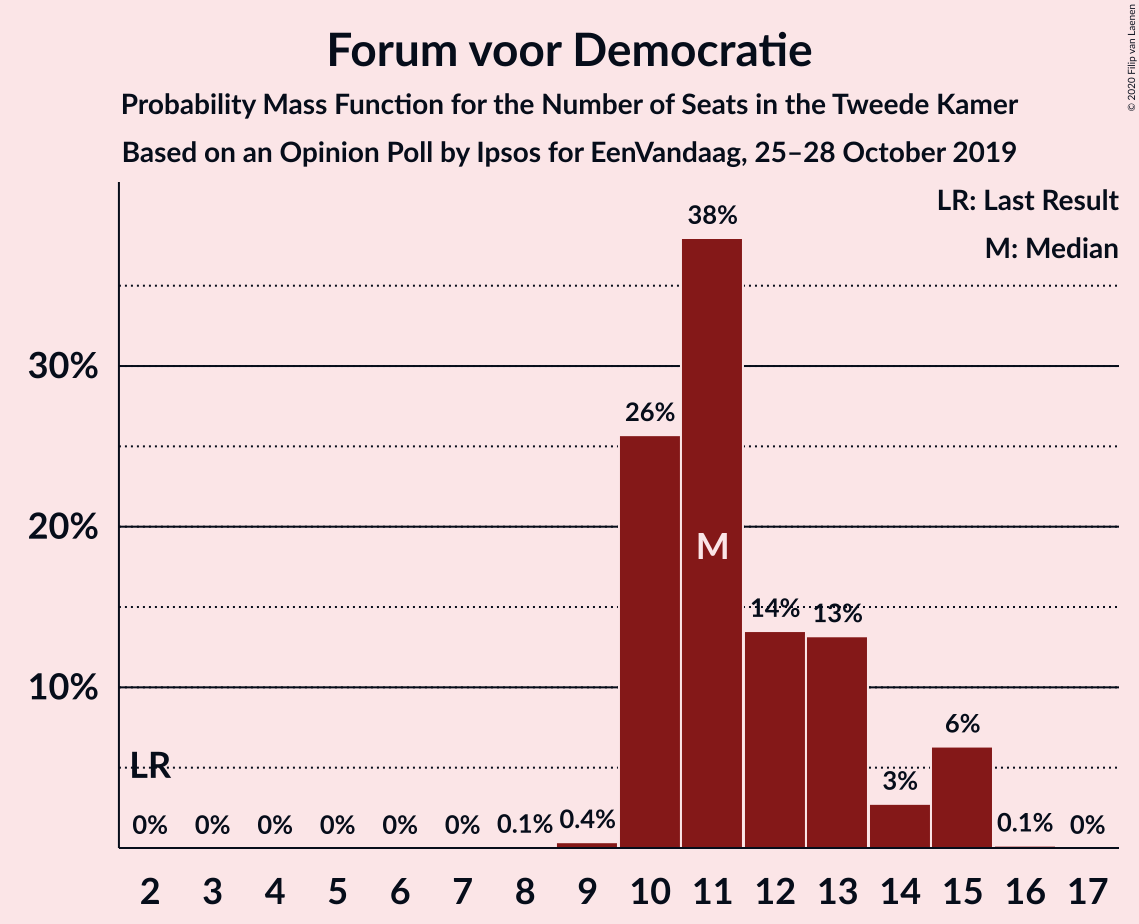 Forum voor Democratie
Probability Mass Function for the Number of Seats in the Tweede Kamer
Based on an Opinion Poll by Ipsos for EenVandaag, 25–28 October 2019
© 2020 Filip van Laenen
LR: Last Result
M: Median
38%
30%
26%
20%
M
14% 13%
10%
6%
LR
3%
0% 0% 0% 0% 0% 0% 0.1% 0.4% 0.1% 0%
2 3 4 5 6 7 8 9 10 11 12 13 14 15 16 17